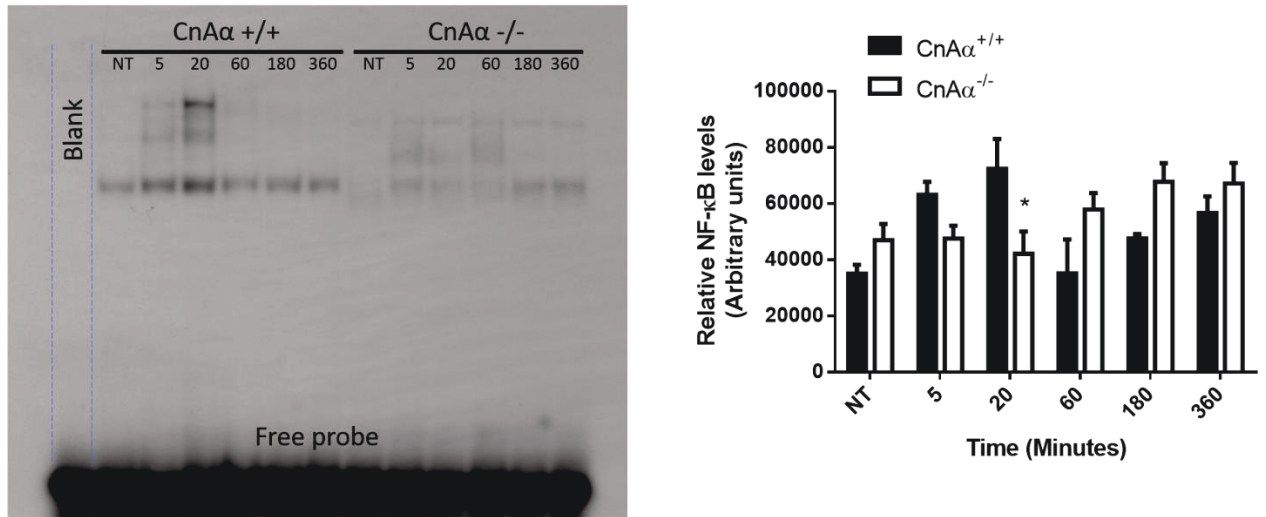 CnAα +/+
CnAα -/-
NT 5 20 60 180 360
NT 5 20 60 180 360
Blank
Free probe
CnAα+/+
CnAα-/-
Relative NF-κB levels
(Arbitrary units)
100000
80000
60000
40000
20000
0
*
NT
5
20
60
180
360
Time (Minutes)